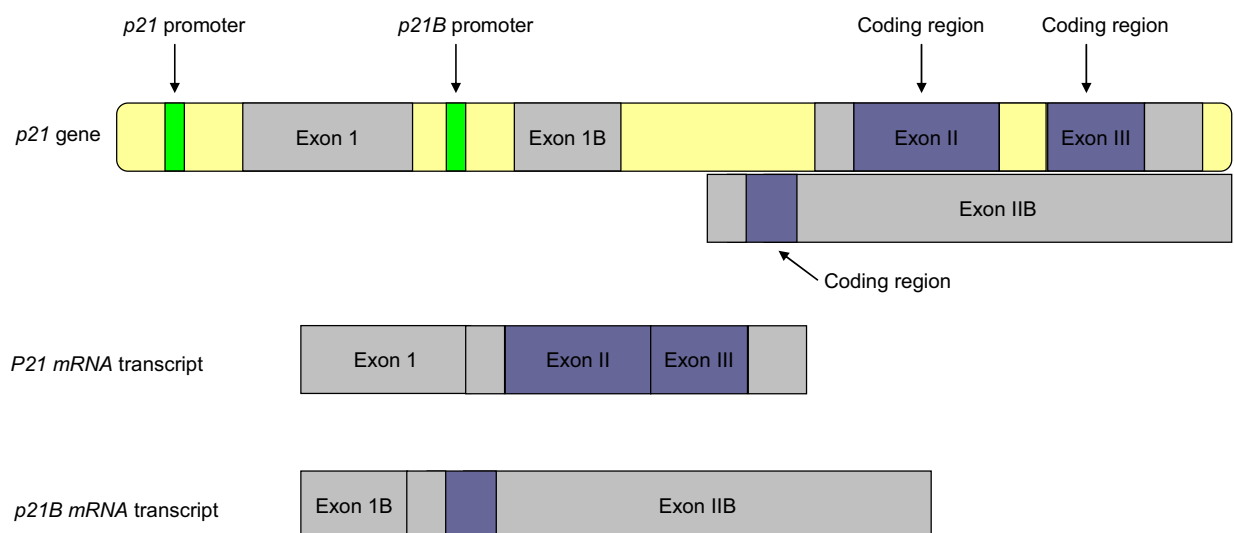 p21 promoter
p21B promoter
Coding region
Coding region
p21 gene
Exon 1
Exon 1B
Exon II
Exon III
Exon IIB
Coding region
P21 mRNA transcript
Exon 1
Exon II
Exon III
p21B mRNA transcript
Exon 1B
Exon IIB